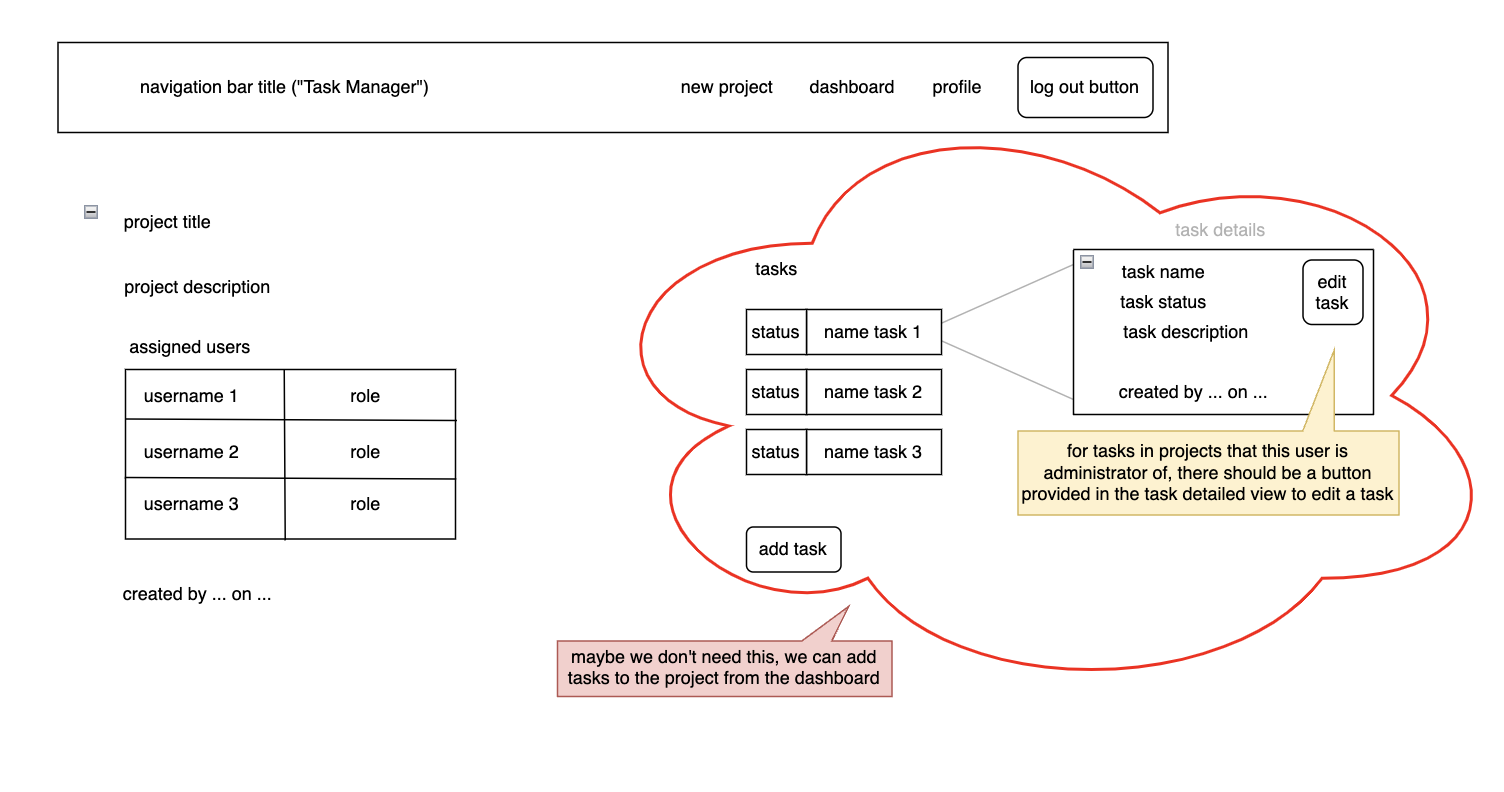 navigation bar title ("Task Manager")
new project
dashboard
profile
log out button
project title
project description
assigned users
username 1
role
username 2
role
username 3
role
created by ... on ...
tasks
status
name task 1
status
name task 2
status
name task 3
add task
task details
task name
task status
task description
created by ... on ...
edit
task
for tasks in projects that this user is
administrator of, there should be a button
provided in the task detailed view to edit a task
maybe we don't need this, we can add
tasks to the project from the dashboard